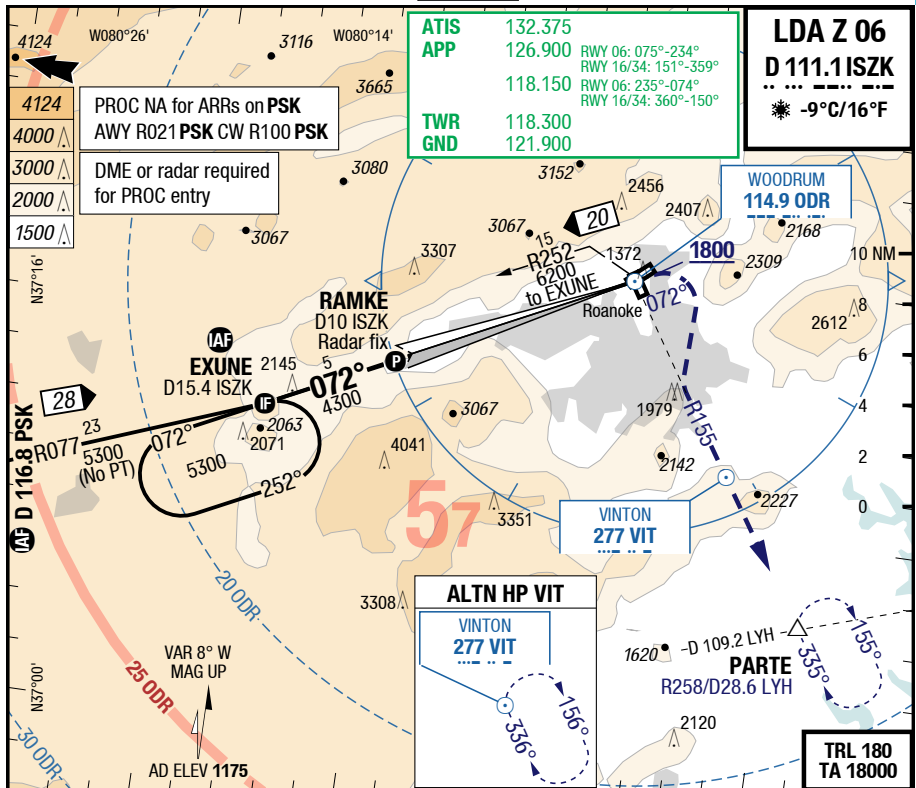 LDA Z 06
D 111.1 ISZK
-9°C/16°F
ATIS 132.375
APP 126.900 RWY 06: 075°-234°
RWY 16/34: 151°-359°
118.150 RWY 06: 235°-074°
RWY 16/34: 360°-150°
TWR 118.300
GND 121.900
4124
W080°26'
3116
W080°14'
3665
4124
4000
3000
2000
1500
PROC NA for ARRs on PSK
AWY R021 PSK CW R100 PSK
DME or radar required
for PROC entry
3080
3067
3152
2456
2407
WOODRUM
114.9 ODR
2168
2309
10 NM
8
6
4
2
0
2612
3067
20
15
R252
6200
to EXUNE
1372
1800
072°
Roanoke
3307
N37°16'
RAMKE
D10 ISZK
Radar fix
P
IAF
EXUNE
D15.4 ISZK
IF
2145
5
072°
4300
28
23
R077
5300
(No PT)
IAF D 116.8 PSK
072°
2063
2071
5300
252°
3067
4041
1979
R155
2142
2227
57
3351
VINTON
277 VIT
3308
20 ODR
25 ODR
30 ODR
N37°00'
VAR 8° W
MAG UP
AD ELEV 1175
ALTN HP VIT
VINTON
277 VIT
156°
336°
1620
D 109.2 LYH
PARTE
R258/D28.6 LYH
155°
335°
2120
TRL 180
TA 18000